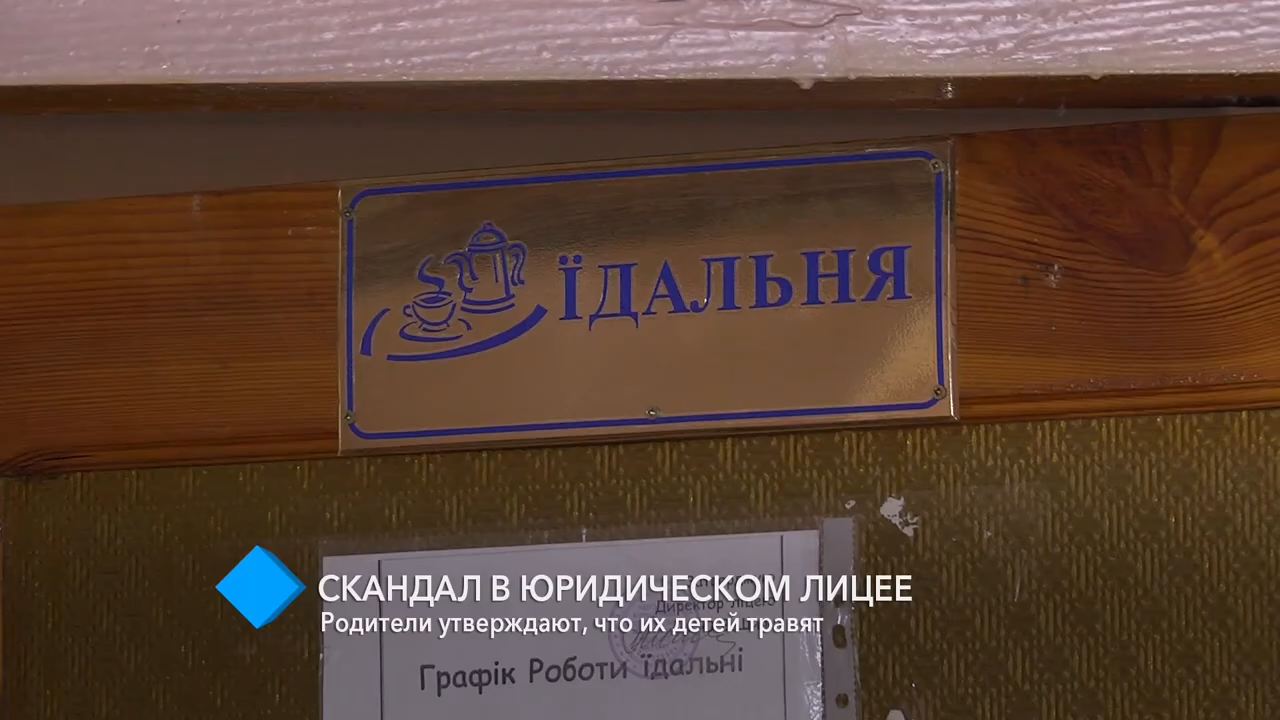 ЇДАЛЬНЯ
СКАНДАЛ В ЮРИДИЧЕСКОМ ЛИЦЕЕ
Директор ліцею
Родители утверждают, что их детей травят
Графік Роботи їдальні